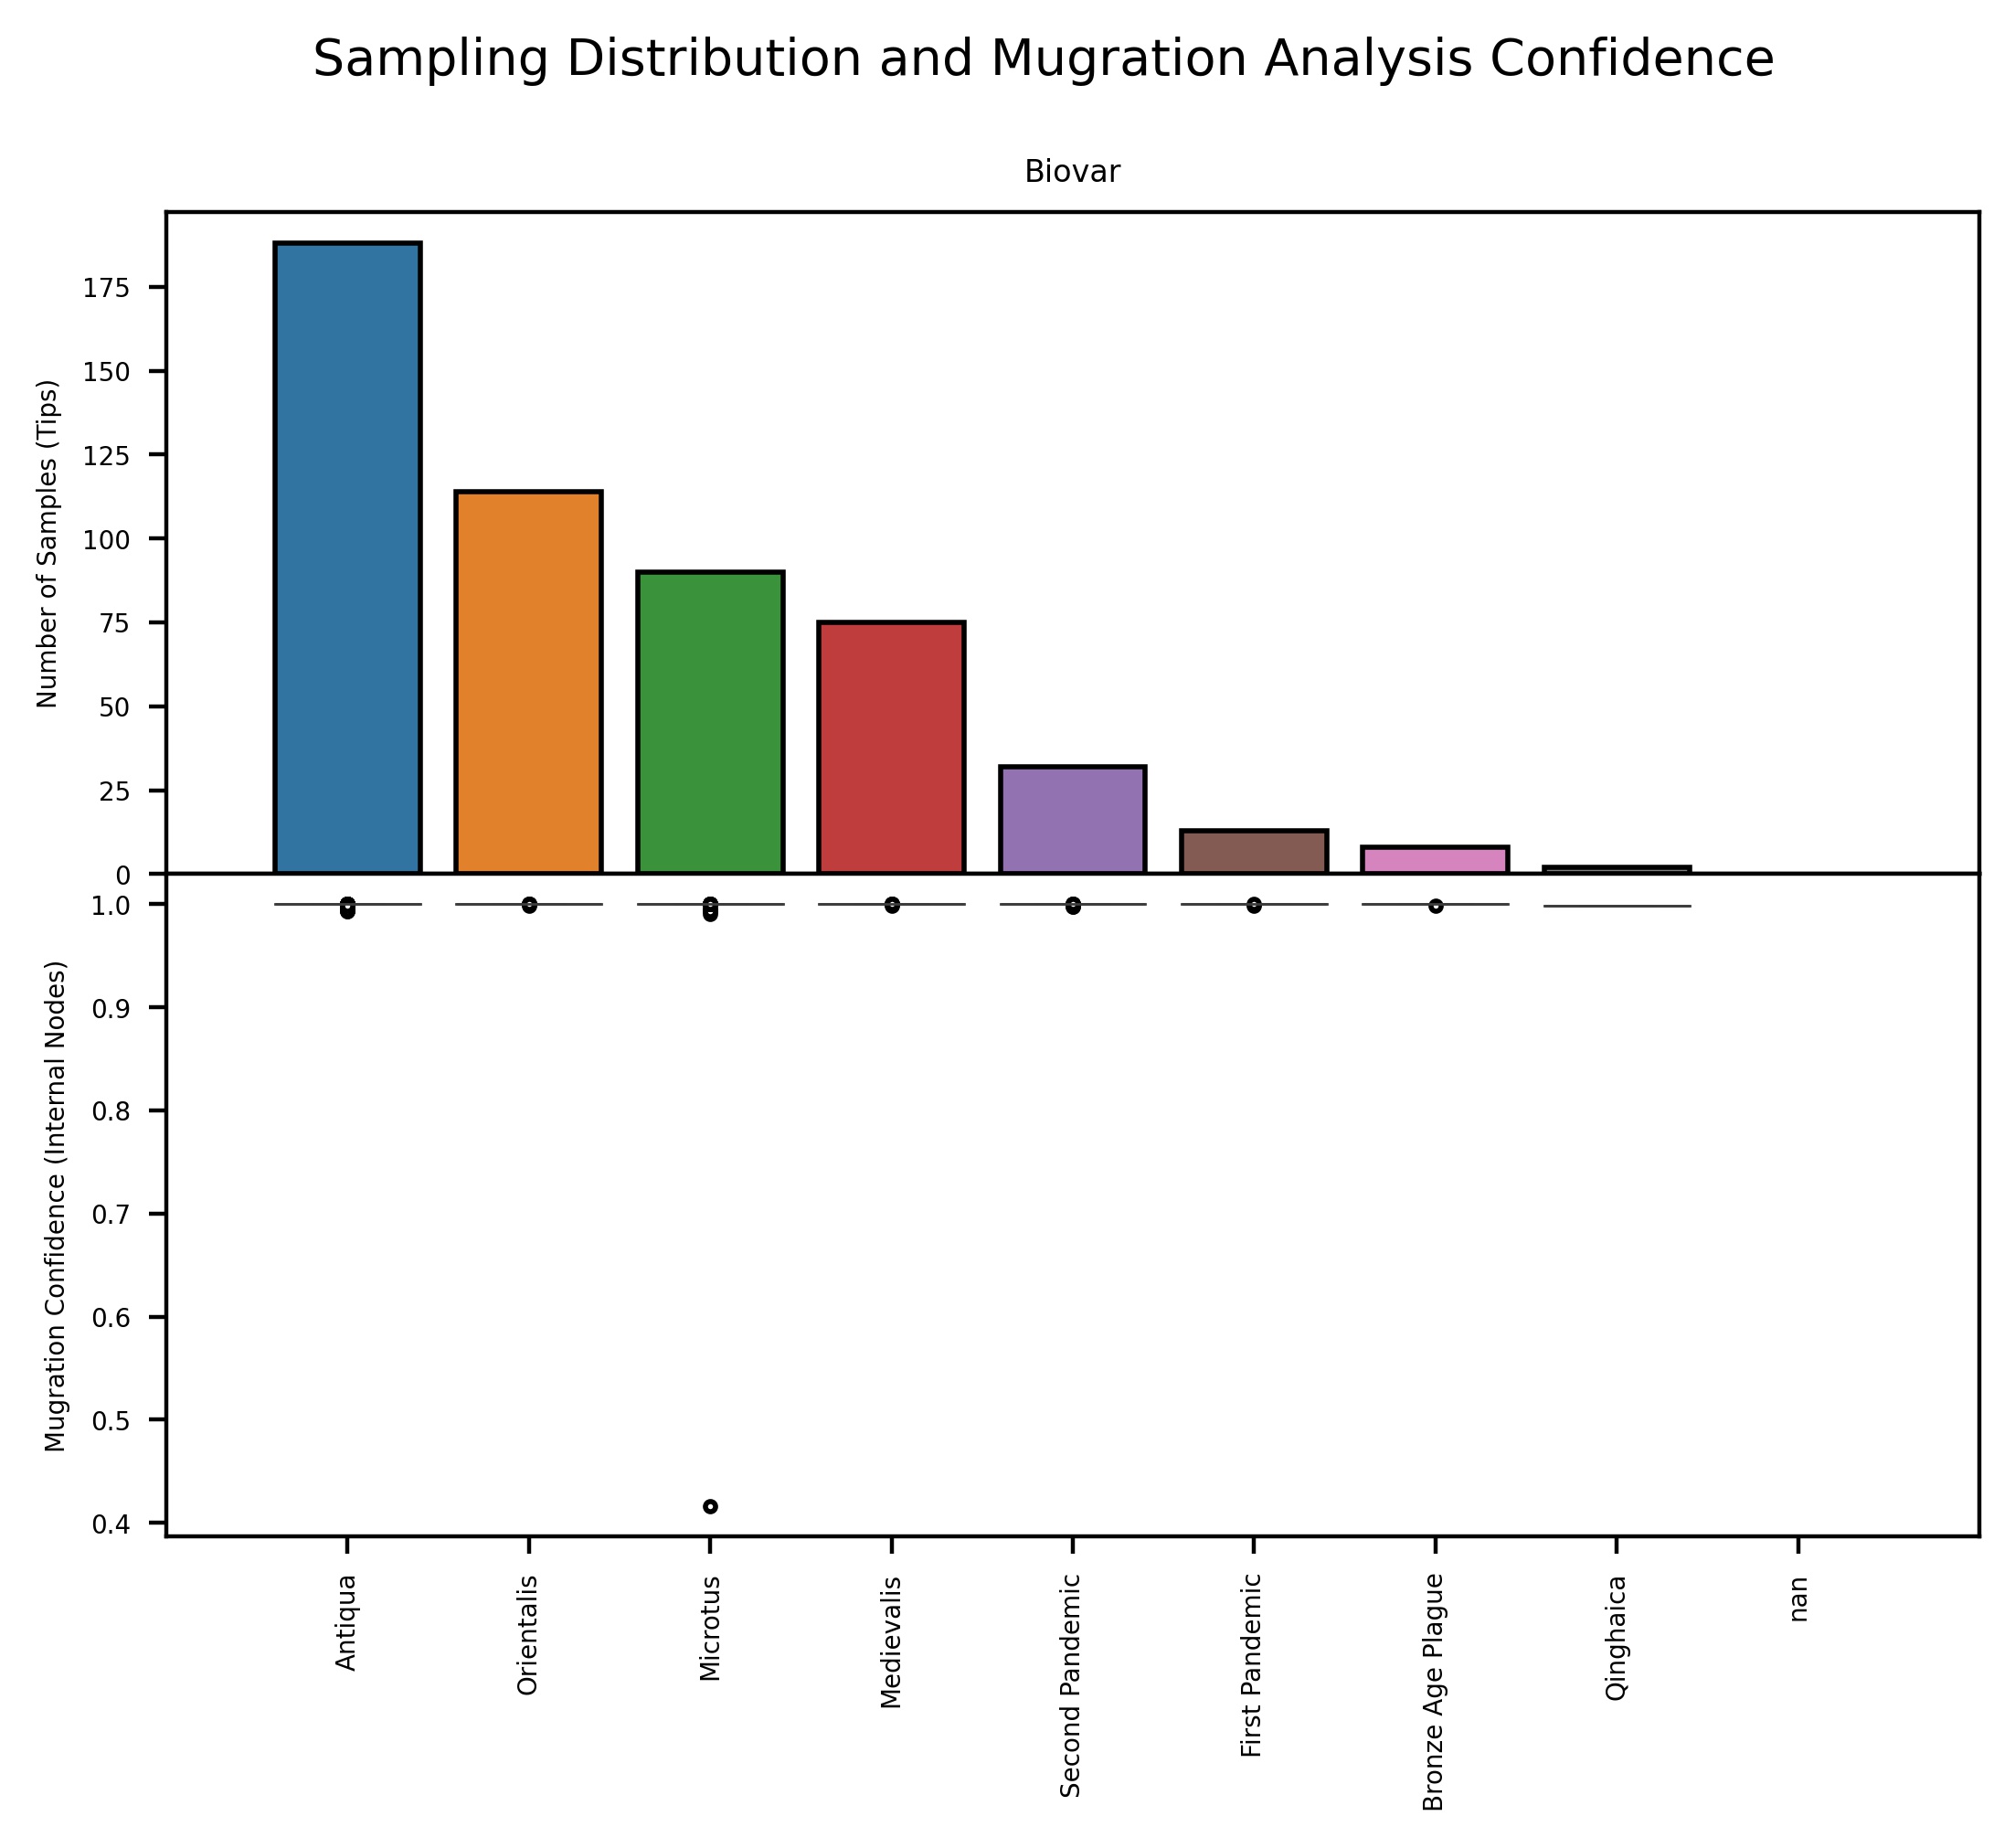 Sampling Distribution and Mugration Analysis Confidence
Biovar
Number of Samples (Tips)
175
150
125
100
75
50
25
0
Mugration Confidence (Internal Nodes)
1.0
0.9
0.8
0.7
0.6
0.5
0.4
Antiqua
Orientalis
Microtus
Medievalis
Second Pandemic
First Pandemic
Bronze Age Plague
Qinghaica
nan